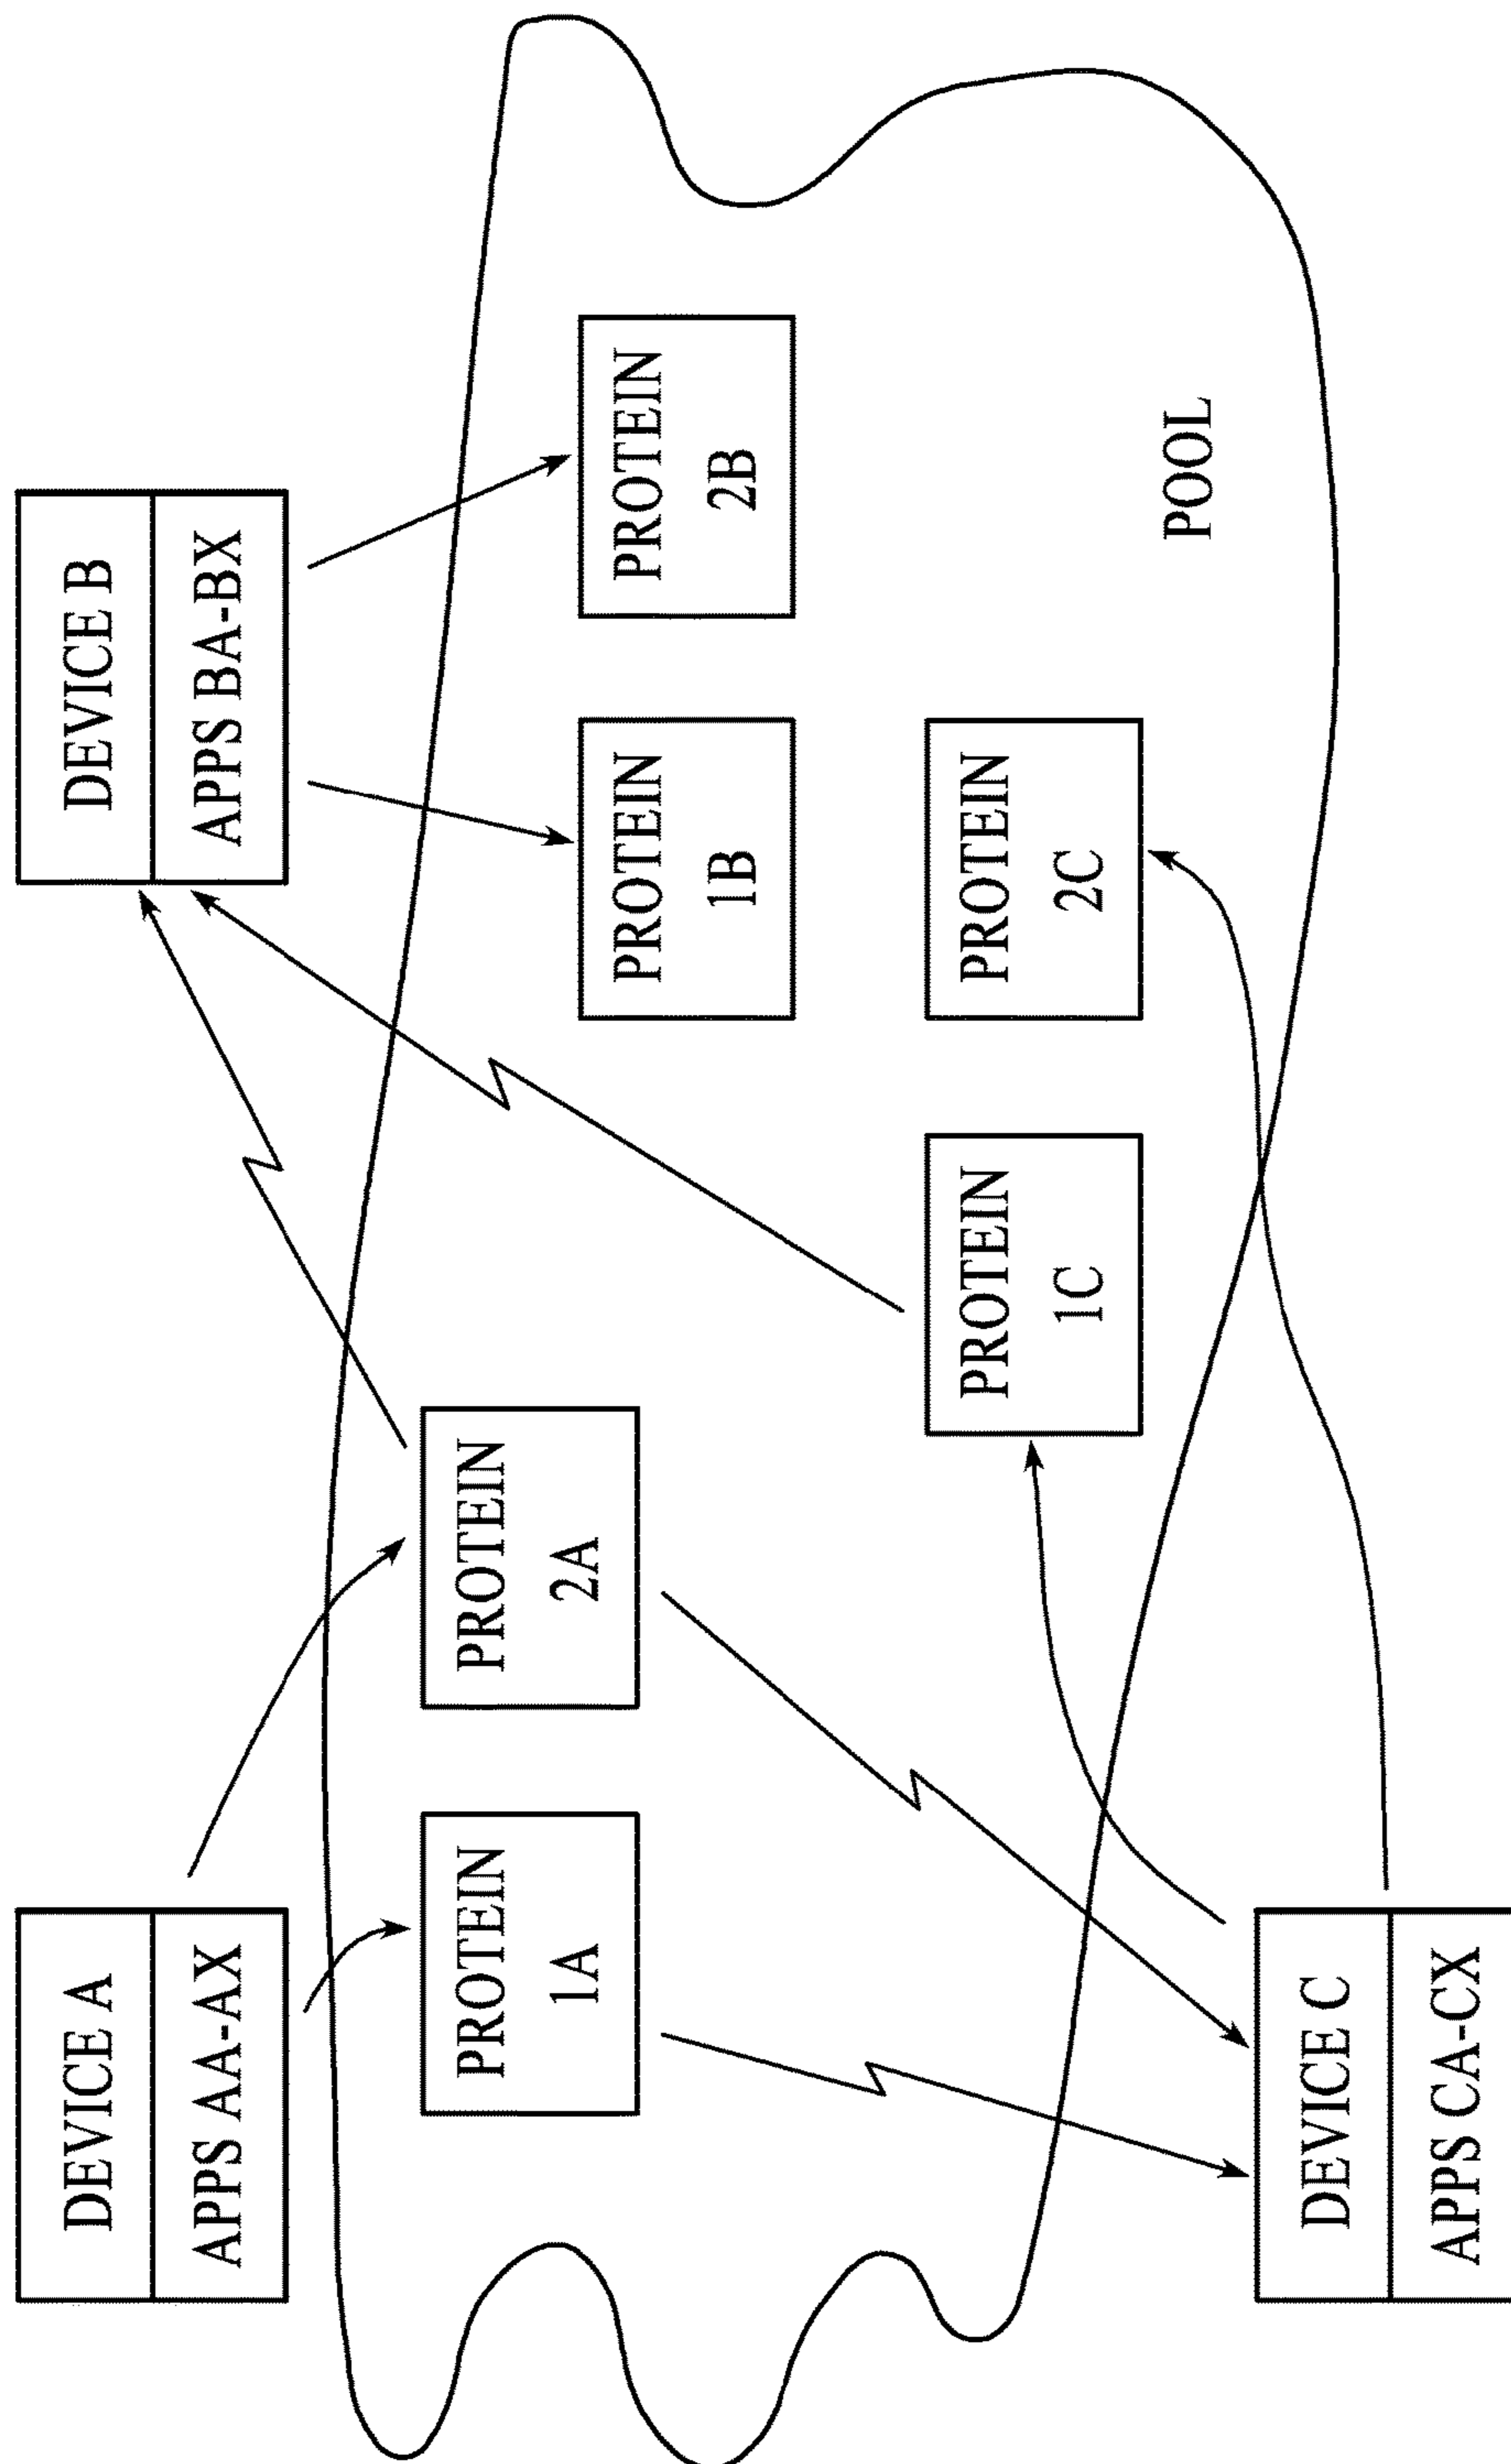 DEVICE A
APPS AA-AX
DEVICE B
APPS BA-BX
PROTEIN
1A
PROTEIN
2A
PROTEIN
1B
PROTEIN
2B
PROTEIN
1C
PROTEIN
2C
POOL
DEVICE C
APPS CA-CX